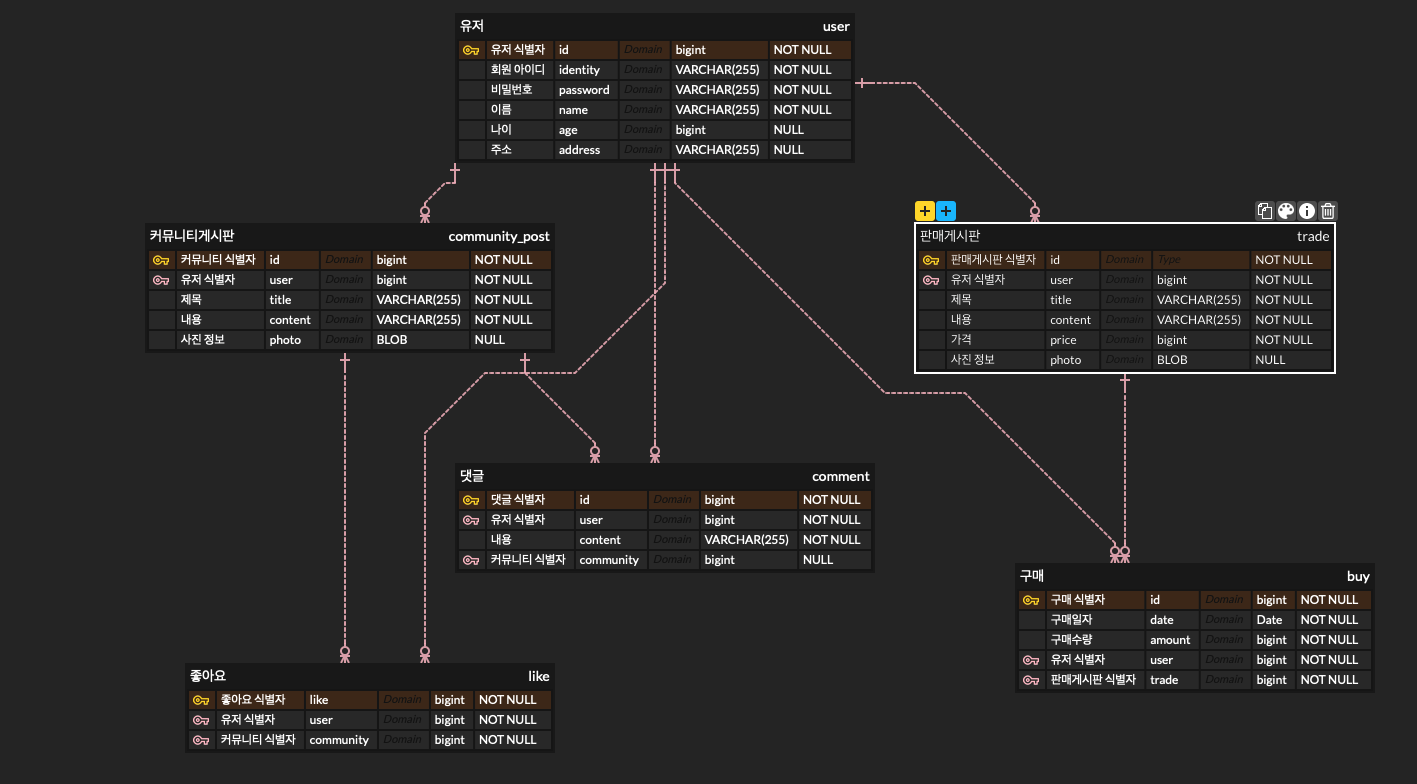 유저 user
유저 식별자 id Domain bigint NOT NULL
회원 아이디 identity Domain VARCHAR(255) NOT NULL
비밀번호 password Domain VARCHAR(255) NOT NULL
이름 name Domain VARCHAR(255) NOT NULL
나이 age Domain bigint NULL
주소 address Domain VARCHAR(255) NULL
커뮤니티게시판 community_post
커뮤니티 식별자 id Domain bigint NOT NULL
유저 식별자 user Domain bigint NOT NULL
제목 title Domain VARCHAR(255) NOT NULL
내용 content Domain VARCHAR(255) NOT NULL
사진 정보 photo Domain BLOB NULL
판매게시판 trade
판매게시판 식별자 id Domain Type NOT NULL
유저 식별자 user Domain bigint NOT NULL
제목 title Domain VARCHAR(255) NOT NULL
내용 content Domain VARCHAR(255) NOT NULL
가격 price Domain bigint NOT NULL
사진 정보 photo Domain BLOB NULL
댓글 comment
댓글 식별자 id Domain bigint NOT NULL
유저 식별자 user Domain bigint NOT NULL
내용 content Domain VARCHAR(255) NOT NULL
커뮤니티 식별자 community Domain bigint NULL
구매 buy
구매 식별자 id Domain bigint NOT NULL
구매일자 date Domain Date NOT NULL
구매수량 amount Domain bigint NOT NULL
유저 식별자 user Domain bigint NOT NULL
판매게시판 식별자 trade Domain bigint NOT NULL
좋아요 like
좋아요 식별자 like Domain bigint NOT NULL
유저 식별자 user Domain bigint NOT NULL
커뮤니티 식별자 community Domain bigint NOT NULL